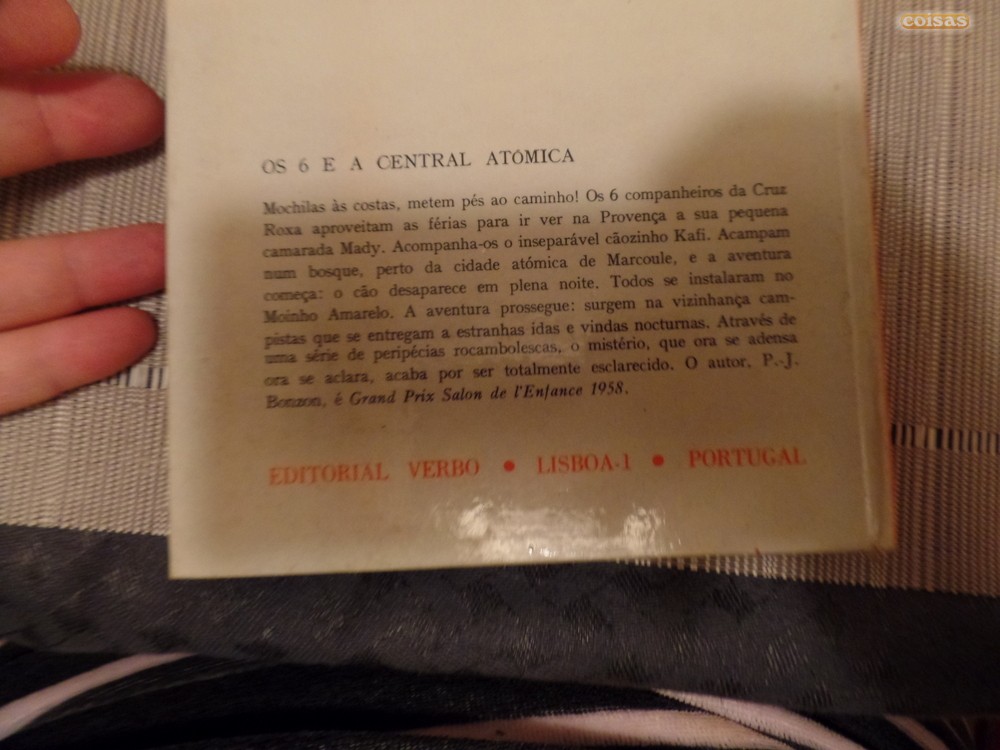 coisas
OS 6 E A CENTRAL ATÓMICA
Mochilas às costas, metem pés ao caminho! Os 6 companheiros da Cruz
Roxa aproveitam as férias para ir ver na Provença a sua pequena
camarada Mady. Acompanha-os o inseparável cãozinho Kafi. Acampam
num bosque, perto da cidade atómica de Marcoule, e a aventura
começa: o cão desaparece em plena noite. Todos se instalaram no
Moinho Amarelo. A aventura prossegue: surgem na vizinhança cam-
pistas que se entregam a estranhas idas e vindas nocturnas. Através de
uma série de peripécias rocambolescas, o mistério, que ora se adensa
ora se aclara, acaba por ser totalmente esclarecido. O autor, P.-J.
Bonzon, é Grand Prix Salon de l'Enfance 1958.
EDITORIAL VERBO • LISBOA-1 • PORTUGAL